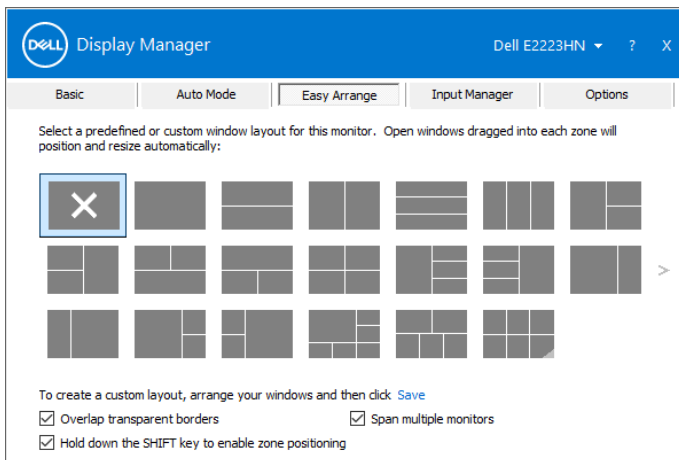 DELL Display Manager Dell E2223HN ? X
Basic Auto Mode Easy Arrange Input Manager Options
Select a predefined or custom window layout for this monitor. Open windows dragged into each zone will
position and resize automatically:
>
To create a custom layout, arrange your windows and then click Save
Overlap transparent borders Span multiple monitors
Hold down the SHIFT key to enable zone positioning